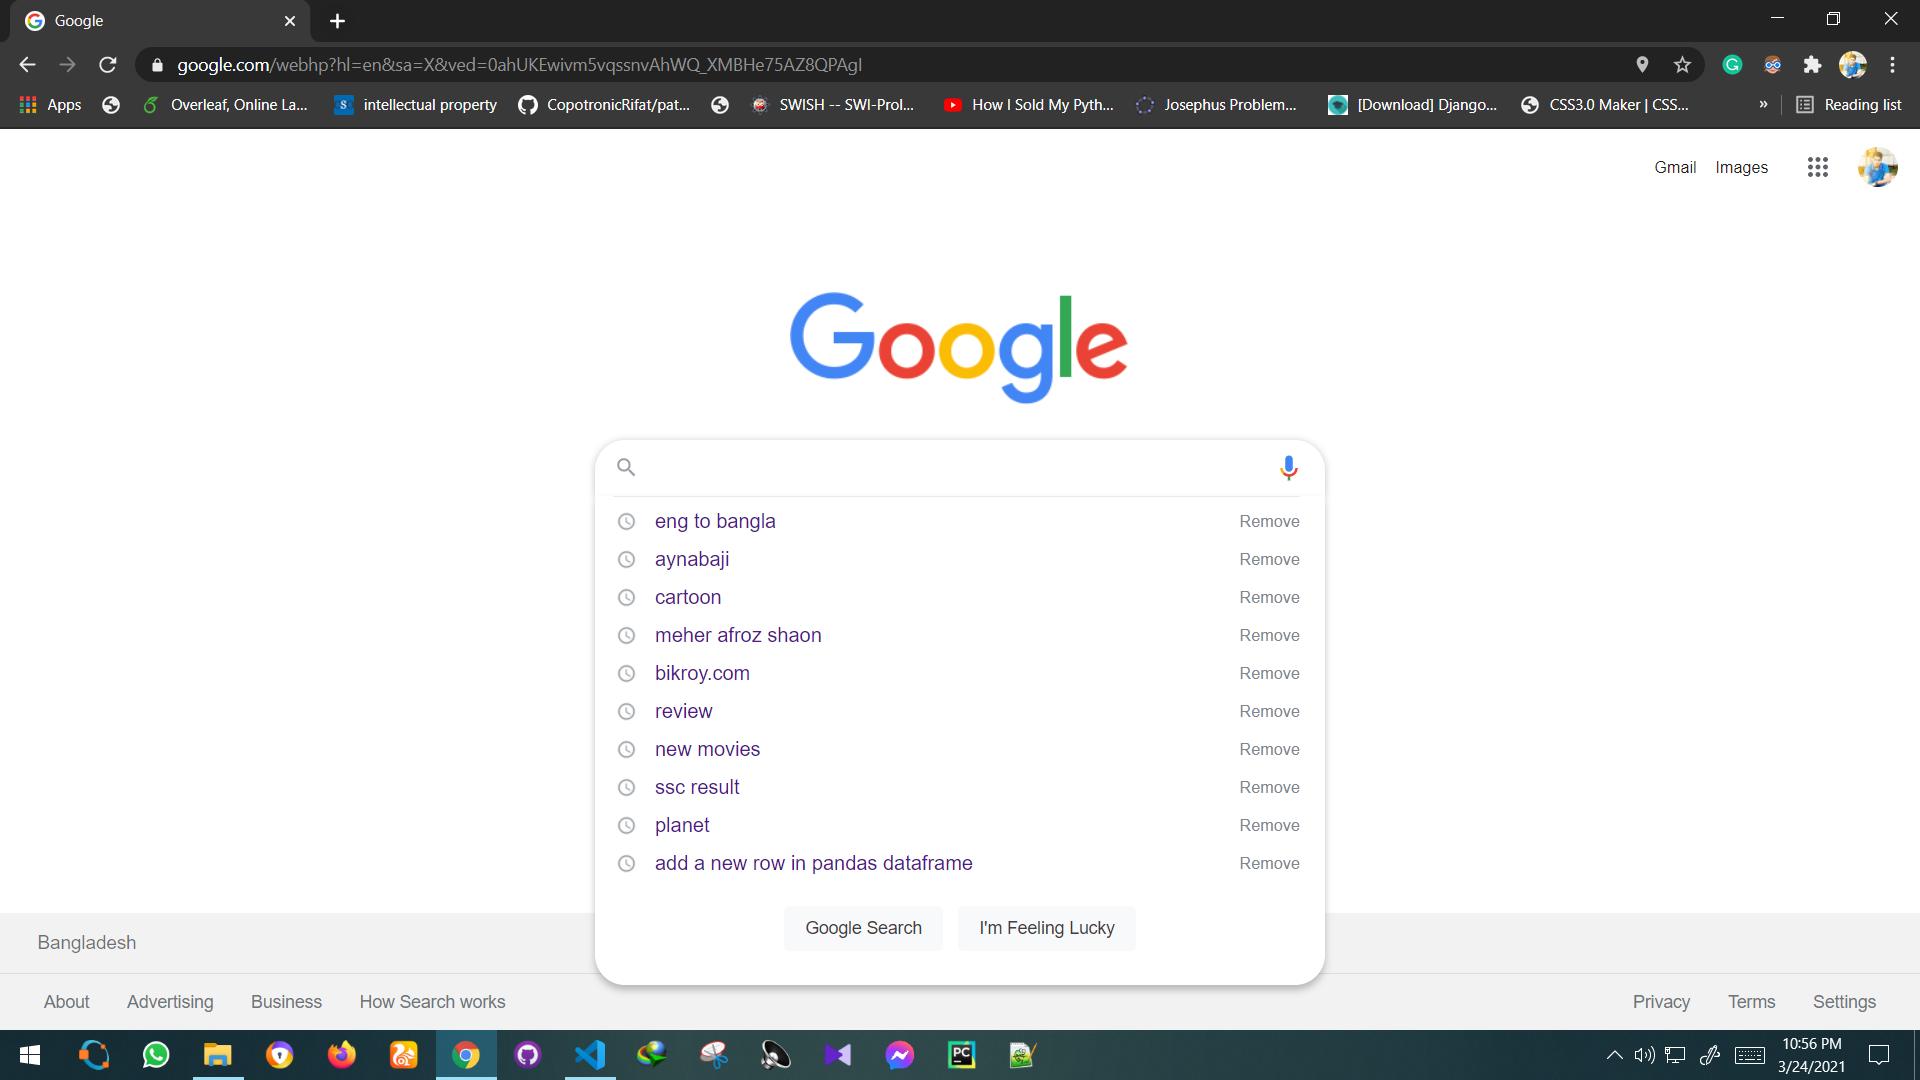 Google
google.com/webhp?hl=en&sa=X&ved=0ahUKEwivm5vqssnvAhWQ_XMBHe75AZ8QPAgI
Apps Overleaf, Online La... intellectual property CopotronicRifat/pat... SWISH -- SWI-Prol... How I Sold My Pyth... Josephus Problem... [Download] Django... CSS3.0 Maker | CSS... » Reading list
Gmail Images
Google
eng to bangla Remove
aynabaji Remove
cartoon Remove
meher afroz shaon Remove
bikroy.com Remove
review Remove
new movies Remove
ssc result Remove
planet Remove
add a new row in pandas dataframe Remove
Google Search I'm Feeling Lucky
Bangladesh
About Advertising Business How Search works Privacy Terms Settings
PC
10:56 PM
3/24/2021